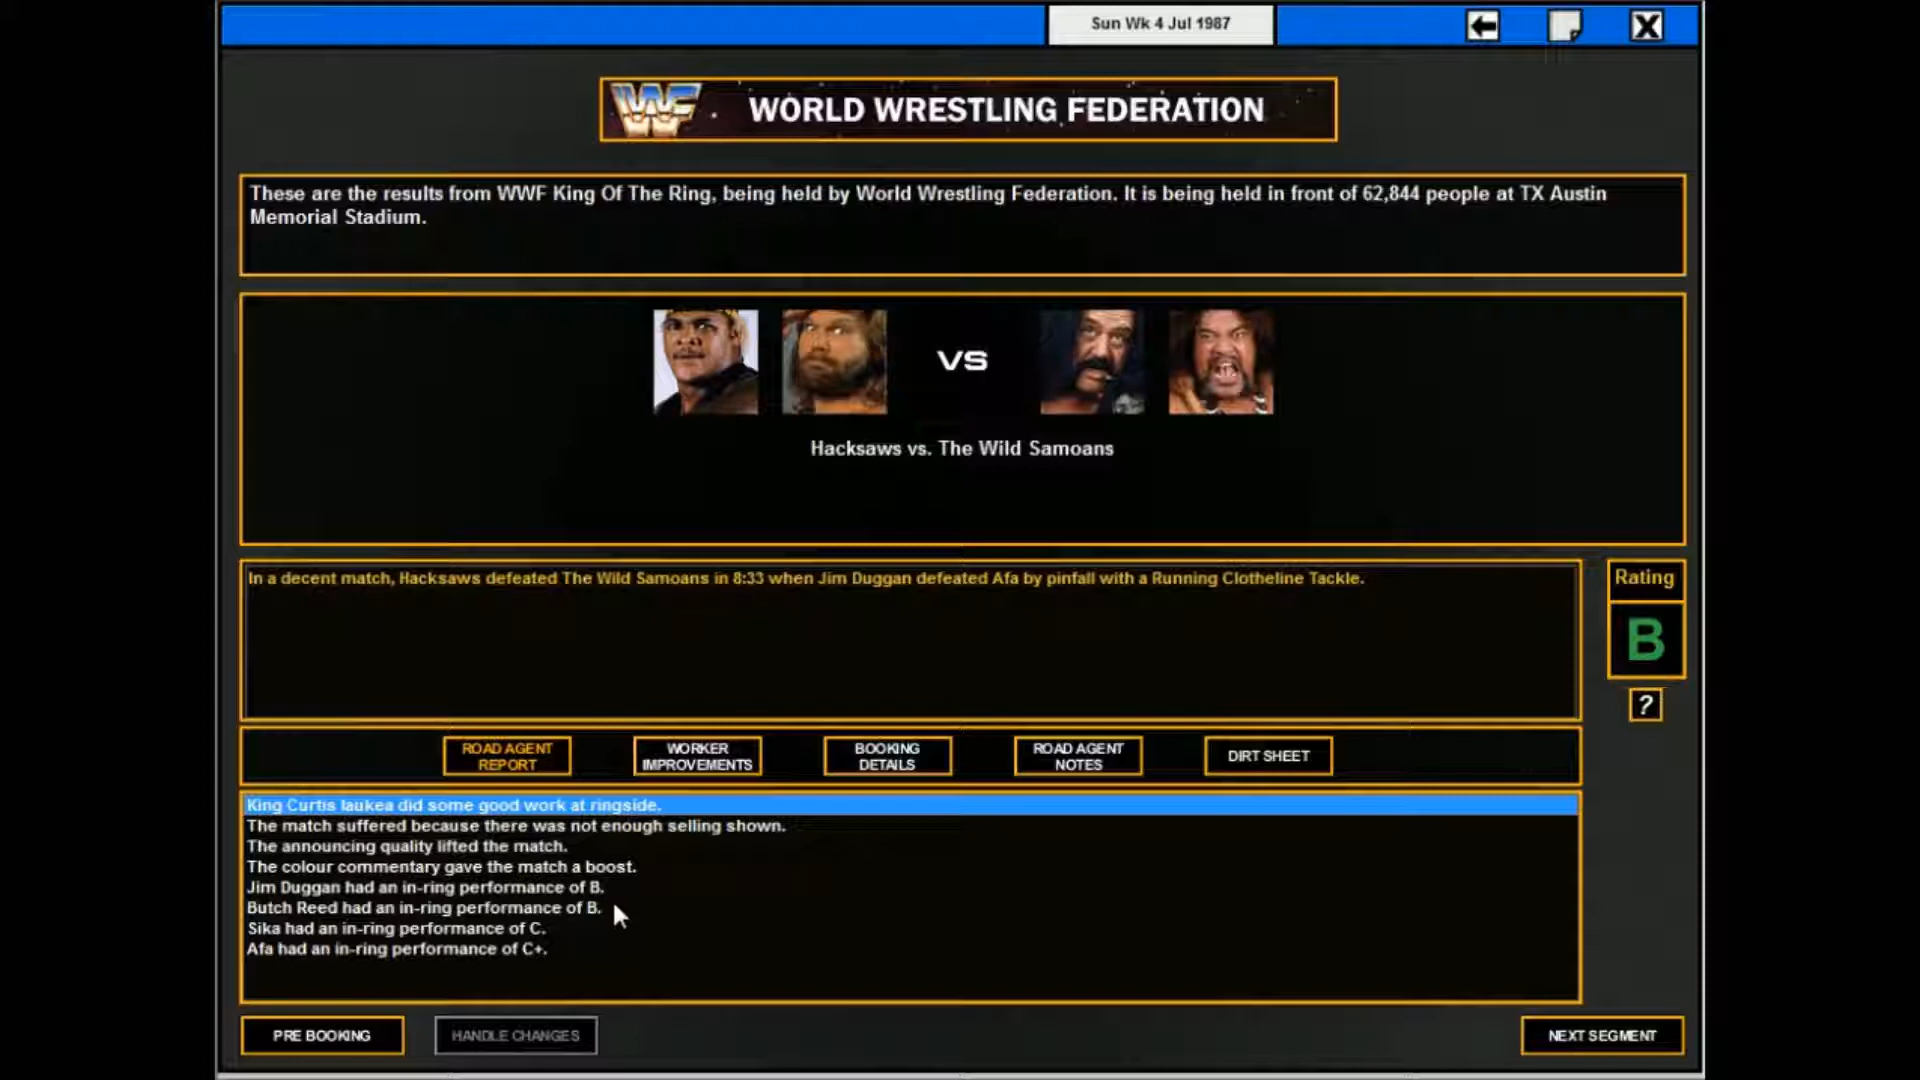 Sun Wk 4 Jul 1987
WWF
WORLD WRESTLING FEDERATION
These are the results from WWF King Of The Ring, being held by World Wrestling Federation. It is being held in front of 62,844 people at TX Austin
Memorial Stadium.
VS
Hacksaws vs. The Wild Samoans
In a decent match, Hacksaws defeated The Wild Samoans in 8:33 when Jim Duggan defeated Afa by pinfall with a Running Clotheline Tackle.
Rating
B
?
ROAD AGENT
REPORT
WORKER
IMPROVEMENTS
BOOKING
DETAILS
ROAD AGENT
NOTES
DIRT SHEET
King Curtis Iaukea did some good work at ringside.
The match suffered because there was not enough selling shown.
The announcing quality lifted the match.
The colour commentary gave the match a boost.
Jim Duggan had an in-ring performance of B.
Butch Reed had an in-ring performance of B.
Sika had an in-ring performance of C.
Afa had an in-ring performance of C+.
PRE BOOKING
HANDLE CHANGES
NEXT SEGMENT